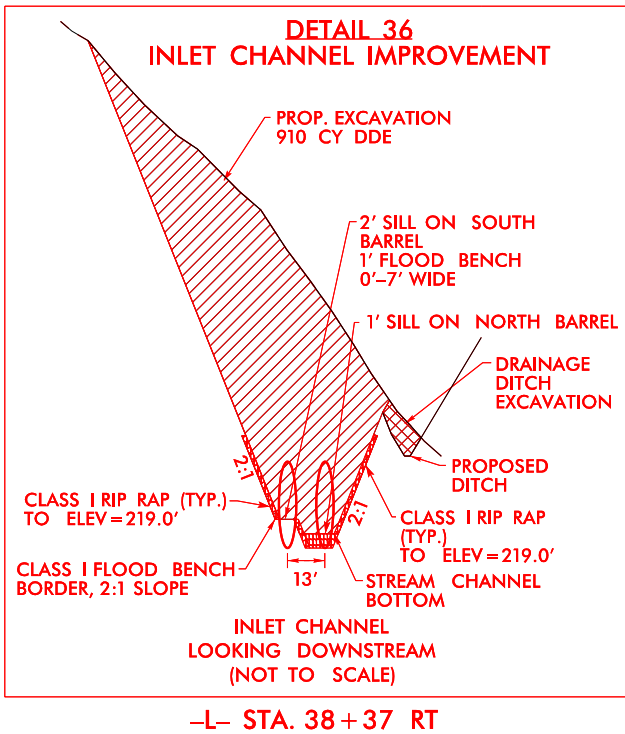 DETAIL 36
INLET CHANNEL IMPROVEMENT
PROP. EXCAVATION
910 CY DDE
2' SILL ON SOUTH
BARREL
1' FLOOD BENCH
0'–7' WIDE
1' SILL ON NORTH BARREL
DRAINAGE
DITCH
EXCAVATION
PROPOSED
DITCH
2:1
2:1
CLASS I RIP RAP (TYP.)
TO ELEV=219.0'
CLASS I RIP RAP
(TYP.)
TO ELEV=219.0'
CLASS I FLOOD BENCH
BORDER, 2:1 SLOPE
13'
STREAM CHANNEL
BOTTOM
INLET CHANNEL
LOOKING DOWNSTREAM
(NOT TO SCALE)
–L– STA. 38+37 RT